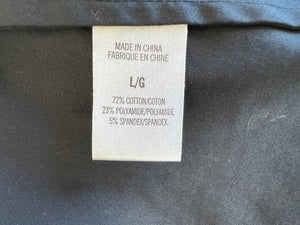 MADE IN CHINA
FABRIQUE EN CHINE
L/G
72% COTTON/COTON
23% POLYAMIDE/POLYAMIDE
5% SPANDEX/SPANDEX